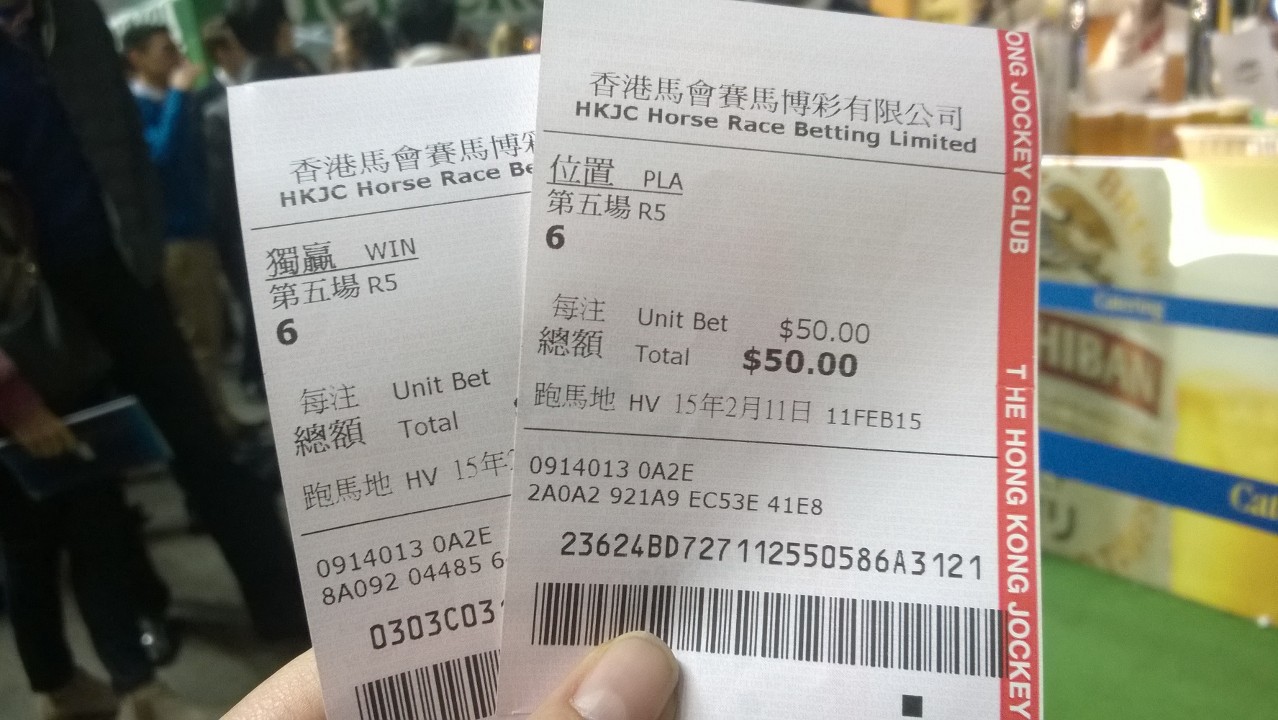 香港馬會賽馬博
HKJC Horse Race
獨贏 WIN
第五場 R5
6
每注 Unit Bet
總額 Total
跑馬地 HV 15年
0914013 0A2E
8A092 04485 6
0303C03
香港馬會賽馬博彩有限公司
HKJC Horse Race Betting Limited
位置 PLA
第五場 R5
6
每注 Unit Bet $50.00
總額 Total $50.00
跑馬地 HV 15年2月11日 11FEB15
0914013 0A2E
2A0A2 921A9 EC53E 41E8
23624BD727112550586A3121
ONG JOCKEY CLUB
THE HONG KONG JOCKEY
HIBAN
Catering